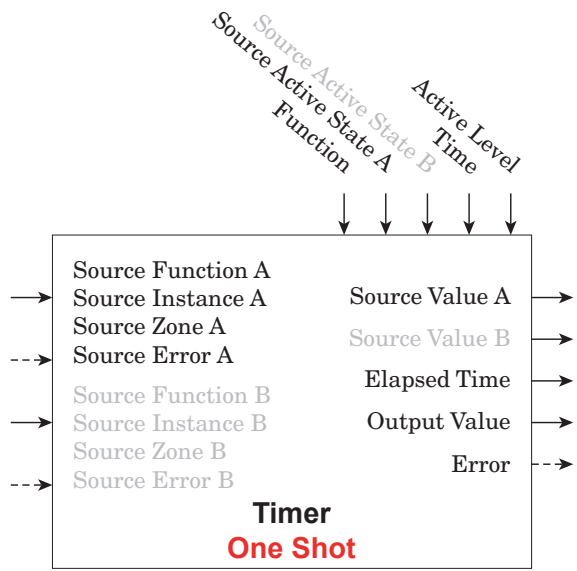 Function
Source Active State A
Source Active State B
Time
Active Level
Source Function A
Source Instance A
Source Zone A
Source Error A
Source Function B
Source Instance B
Source Zone B
Source Error B
Source Value A
Source Value B
Elapsed Time
Output Value
Error
Timer
One Shot